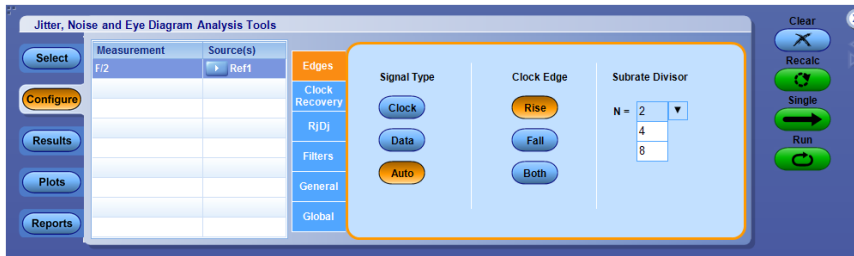 Jitter, Noise and Eye Diagram Analysis Tools
Clear
Select
Measurement Source(s)
F/2 Ref1
Edges
Signal Type
Clock Edge
Subrate Divisor
Recalc
Configure
Clock
Recovery
Clock
Rise
N = 2
4
8
Single
Results
RjDj
Data
Fall
Run
Filters
Auto
Both
Plots
General
Reports
Global